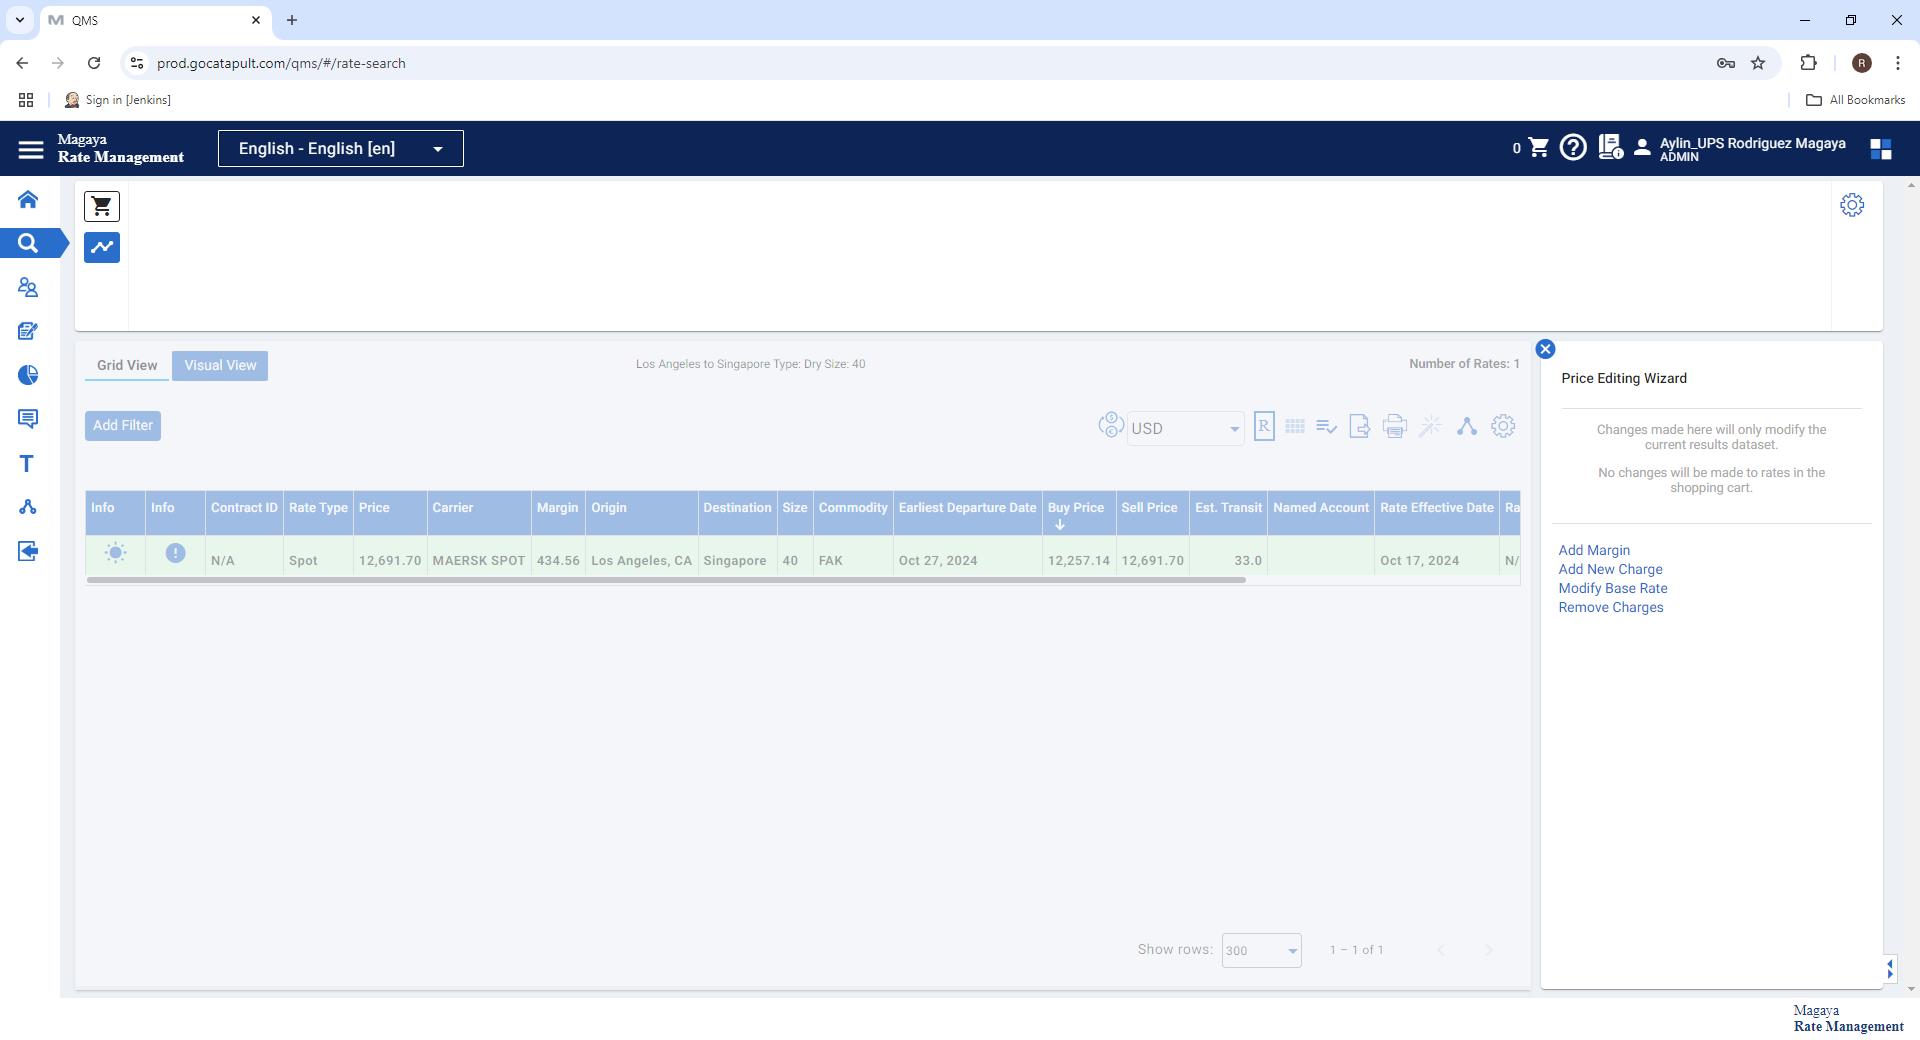 QMS
prod.gocatapult.com/qms/#/rate-search
R
Sign in [Jenkins]
All Bookmarks
Magaya
Rate Management
English - English [en]
0
Aylin_UPS Rodriguez Magaya
ADMIN
Grid View
Visual View
Los Angeles to Singapore Type: Dry Size: 40
Number of Rates: 1
Price Editing Wizard
Add Filter
USD
R
Changes made here will only modify the
current results dataset.
No changes will be made to rates in the
shopping cart.
Info Info Contract ID Rate Type Price Carrier Margin Origin Destination Size Commodity Earliest Departure Date Buy Price Sell Price Est. Transit Named Account Rate Effective Date Ra
N/A Spot 12,691.70 MAERSK SPOT 434.56 Los Angeles, CA Singapore 40 FAK Oct 27, 2024 12,257.14 12,691.70 33.0 Oct 17, 2024 N/
Add Margin
Add New Charge
Modify Base Rate
Remove Charges
T
Show rows: 300 1 – 1 of 1
Magaya
Rate Management